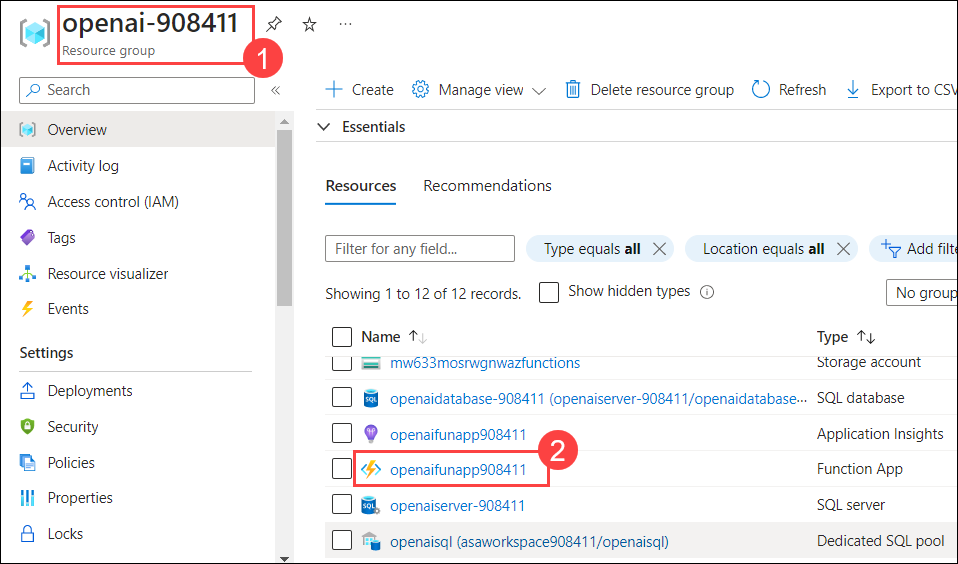 openai-908411
Resource group
1
Search
Create
Manage view
Delete resource group
Refresh
Export to CSV
Overview
Activity log
Access control (IAM)
Tags
Resource visualizer
Events
Settings
Deployments
Security
Policies
Properties
Locks
Essentials
Resources Recommendations
Filter for any field... Type equals all Location equals all Add filte
Showing 1 to 12 of 12 records. Show hidden types No group
Name Type
mw633mosrwgnwazfunctions Storage account
openaidatabase-908411 (openaiserver-908411/openaidatabase... SQL database
openaifunapp908411 Application Insights
openaifunapp908411 2 Function App
openaiserver-908411 SQL server
openaisql (asaworkspace908411/openaisql) Dedicated SQL pool